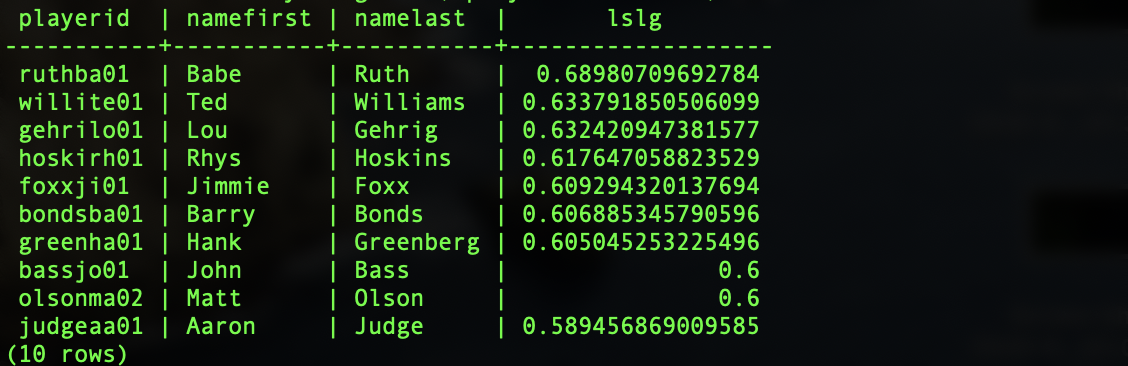 playerid | namefirst | namelast | lslg
-----------+-----------+-----------+-------------------
ruthba01 | Babe | Ruth | 0.68980709692784
willite01 | Ted | Williams | 0.633791850506099
gehrilo01 | Lou | Gehrig | 0.632420947381577
hoskirh01 | Rhys | Hoskins | 0.617647058823529
foxxji01 | Jimmie | Foxx | 0.609294320137694
bondsba01 | Barry | Bonds | 0.606885345790596
greenha01 | Hank | Greenberg | 0.605045253225496
bassjo01 | John | Bass | 0.6
olsonma02 | Matt | Olson | 0.6
judgeaa01 | Aaron | Judge | 0.589456869009585
(10 rows)